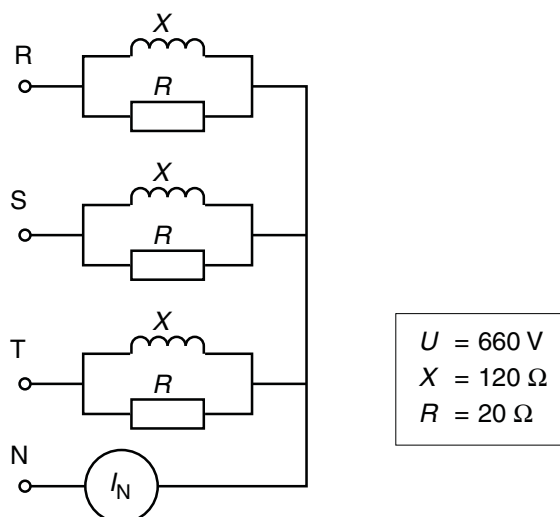 X
R
R
X
S
R
X
T
R
N
I_N
U = 660 V
X = 120 Ω
R = 20 Ω